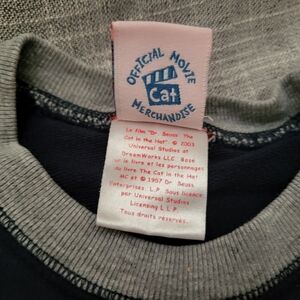 OFFICIAL MOVIE
Cat
MERCHANDISE
Le film "Dr. Seuss' The
Cat in the Hat" © 2003
Universal Studios et
DreamWorks LLC. Basé
sur le livre et les personnages
du livre The Cat in the Hat
MC et © 1957 Dr. Seuss
Enterprises, L.P. Sous licence
par Universal Studios
Licensing LLLP.
Tous droits réservés.